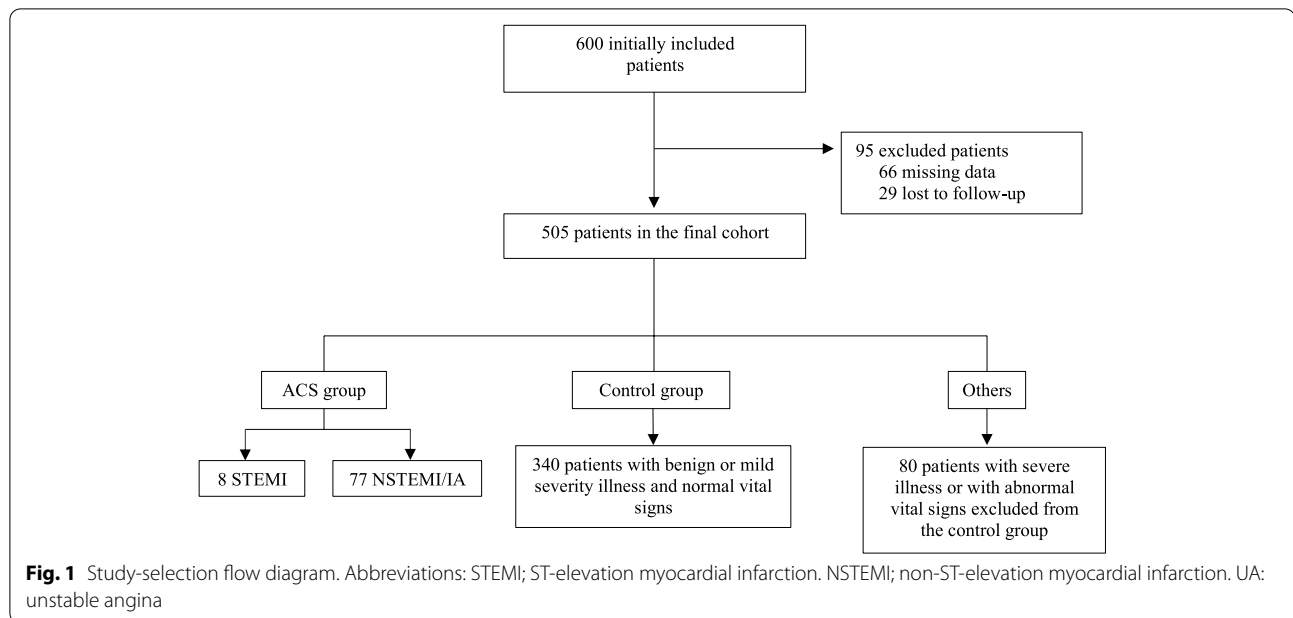 600 initially included
patients
95 excluded patients
66 missing data
29 lost to follow-up
505 patients in the final cohort
ACS group
Control group
Others
8 STEMI
77 NSTEMI/IA
340 patients with benign or mild
severity illness and normal vital
signs
80 patients with severe
illness or with abnormal
vital signs excluded from
the control group
Fig. 1 Study-selection flow diagram. Abbreviations: STEMI; ST-elevation myocardial infarction. NSTEMI; non-ST-elevation myocardial infarction. UA:
unstable angina